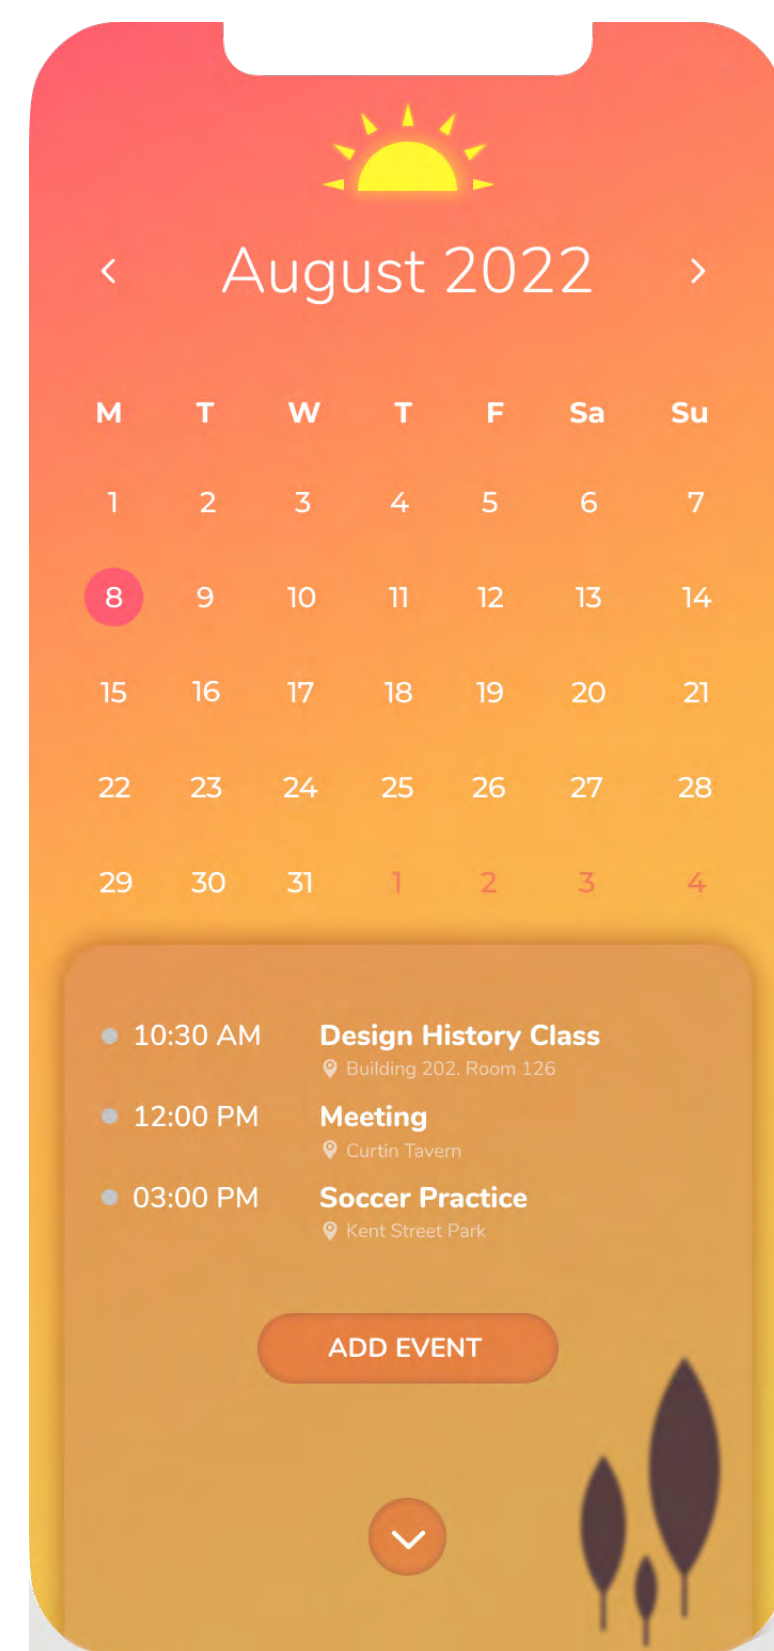 August 2022
M T W T F Sa Su
1 2 3 4 5 6 7
8 9 10 11 12 13 14
15 16 17 18 19 20 21
22 23 24 25 26 27 28
29 30 31 1 2 3 4
10:30 AM Design History Class
Building 202. Room 126
12:00 PM Meeting
Curtin Tavern
03:00 PM Soccer Practice
Kent Street Park
ADD EVENT